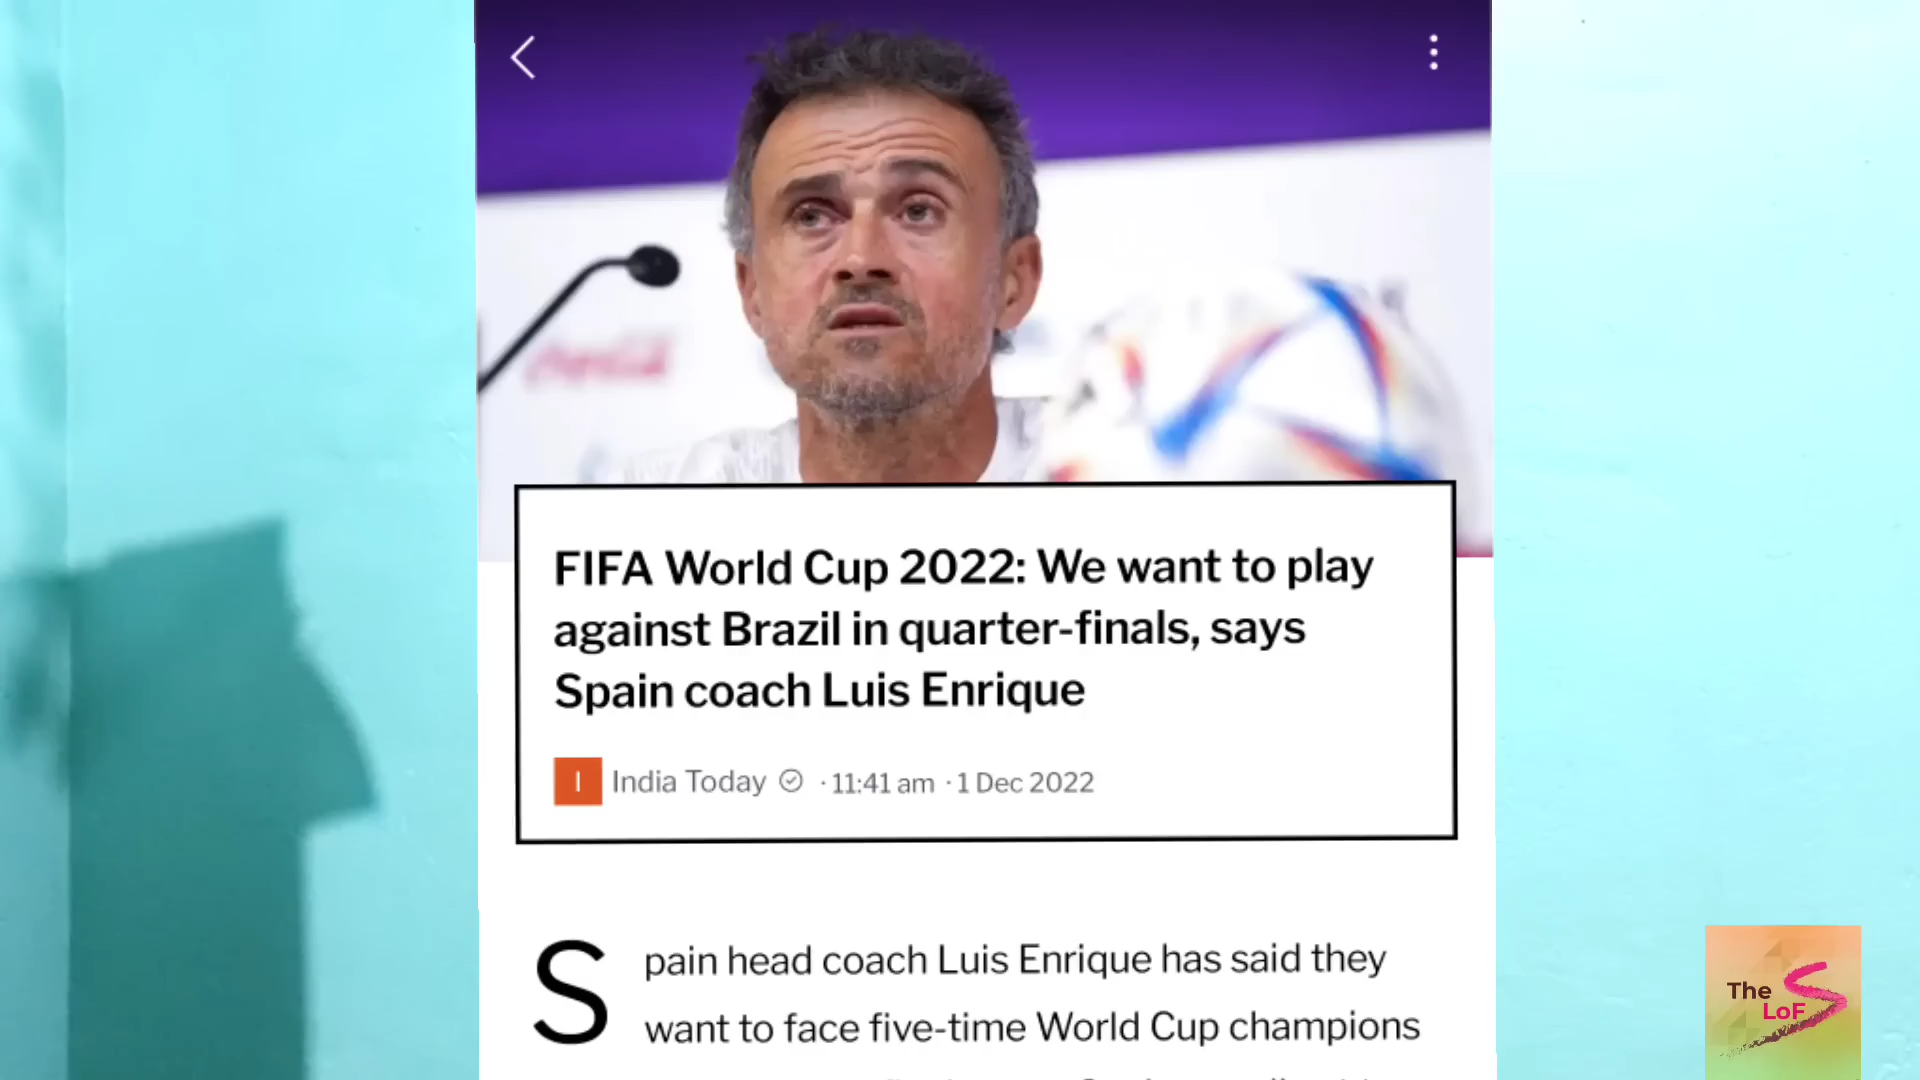 FIFA World Cup 2022: We want to play
against Brazil in quarter-finals, says
Spain coach Luis Enrique
I India Today · 11:41 am · 1 Dec 2022
Spain head coach Luis Enrique has said they
want to face five-time World Cup champions
The
LoF
S